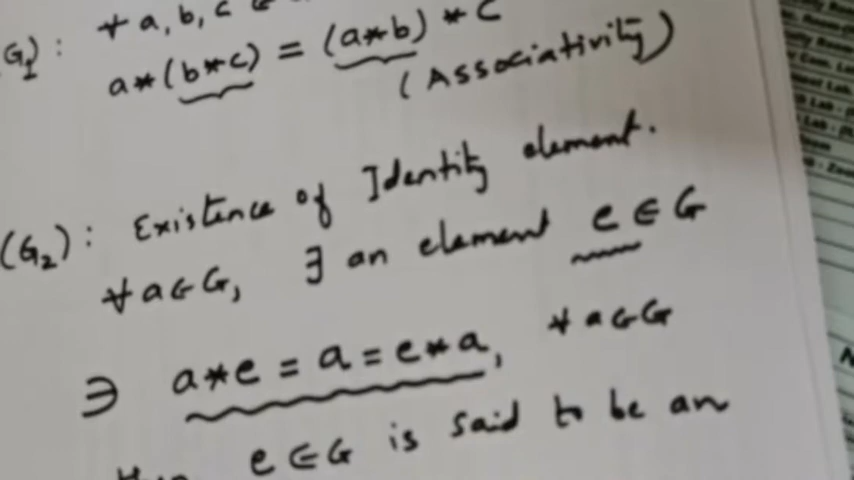 (G1): ∀ a, b, c ∈
a*(b*c) = (a*b) * c
(Associativity)
(G2): Existence of Identity element.
∀ a∈G, ∃ an element e ∈ G
∋ a*e = a = e*a, ∀ a∈G
e∈G is said to be an